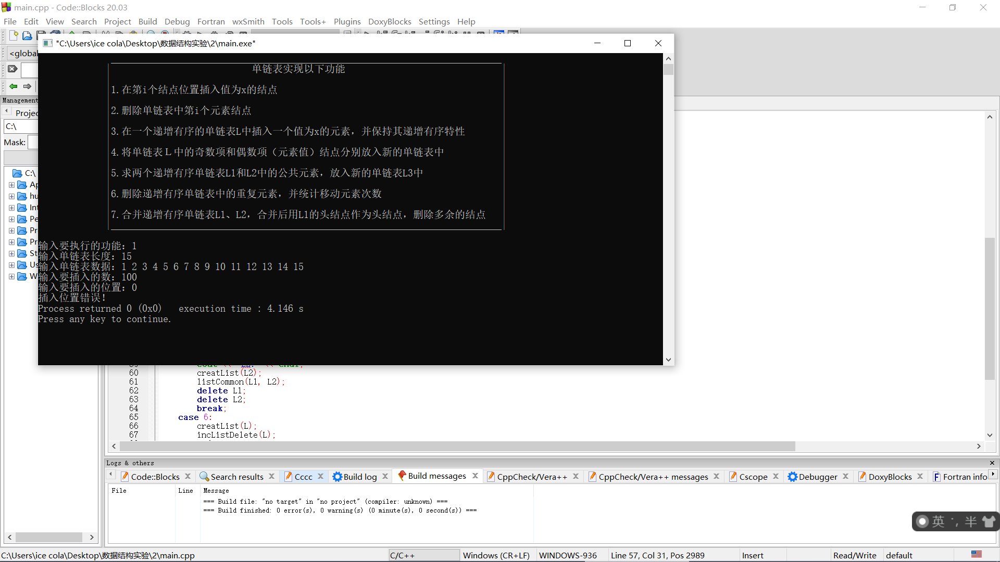 main.cpp - Code::Blocks 20.03
File Edit View Search Project Build Debug Fortran wxSmith Tools Tools+ Plugins DoxyBlocks Settings Help
"C:\Users\ice cola\Desktop\数据结构实验\2\main.exe"
<global
Management
Projec
C:\
Mask:
C:\
Ap
hu
Int
Pe
Pr
Pr
St
Us
W
单链表实现以下功能
1.在第i个结点位置插入值为x的结点
2.删除单链表中第i个元素结点
3.在一个递增有序的单链表L中插入一个值为x的元素，并保持其递增有序特性
4.将单链表Ｌ中的奇数项和偶数项（元素值）结点分别放入新的单链表中
5.求两个递增有序单链表L1和L2中的公共元素，放入新的单链表L3中
6.删除递增有序单链表中的重复元素，并统计移动元素次数
7.合并递增有序单链表L1、L2，合并后用L1的头结点作为头结点，删除多余的结点
输入要执行的功能：1
输入单链表长度：15
输入单链表数据：1 2 3 4 5 6 7 8 9 10 11 12 13 14 15
输入要插入的数：100
输入要插入的位置：0
插入位置错误！
Process returned 0 (0x0)   execution time : 4.146 s
Press any key to continue.
60 creatList(L2);
61 listCommon(L1, L2);
62 delete L1;
63 delete L2;
64 break;
65 case 6:
66 creatList(L);
67 incListDelete(L);
Logs & others
Code::Blocks Search results Cccc Build log Build messages CppCheck/Vera++ CppCheck/Vera++ messages Cscope Debugger DoxyBlocks Fortran info
File Line Message
=== Build file: "no target" in "no project" (compiler: unknown) ===
=== Build finished: 0 error(s), 0 warning(s) (0 minute(s), 0 second(s)) ===
英 半
C:\Users\ice cola\Desktop\数据结构实验\2\main.cpp C/C++ Windows (CR+LF) WINDOWS-936 Line 57, Col 31, Pos 2989 Insert Read/Write default